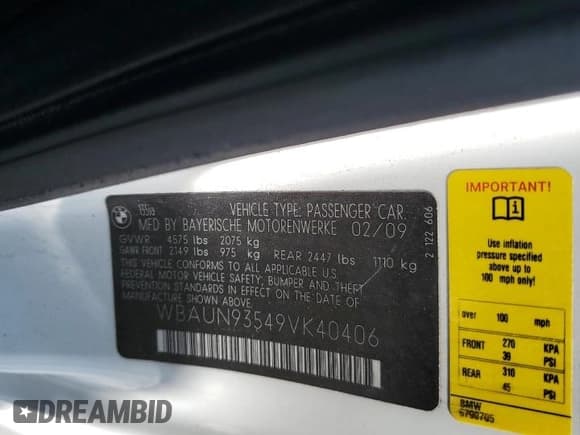 BMW
VEHICLE TYPE: PASSENGER CAR
MFD BY BAYERISCHE MOTORENWERKE 02/09
GVWR 4575 lbs 2075 kg
GAWR FRONT 2149 lbs 975 kg REAR 2447 lbs 1110 kg
THIS VEHICLE CONFORMS TO ALL APPLICABLE U.S.
FEDERAL MOTOR VEHICLE SAFETY, BUMPER AND THEFT
PREVENTION STANDARDS IN EFFECT ON THE DATE OF
MANUFACTURE SHOWN ABOVE.
WBAUN93549VK40406
2 122 606
IMPORTANT!
Use inflation
pressure specified
above for up to
100 mph only!
over 100 mph
FRONT 270 KPA
39 PSI
REAR 310 KPA
45 PSI
BMW
6790705
DREAMBID